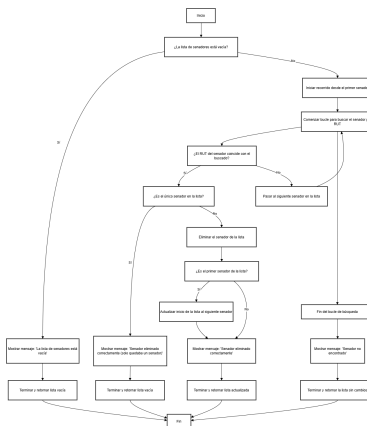 Inicio
¿La lista de senadores está vacía?
No
Iniciar recorrido desde el primer senador
Comenzar bucle para buscar el senador por
RUT
¿El RUT del senador coincide con el
buscado?
Sí
No
Sí
¿Es el único senador en la lista?
Pasar al siguiente senador en la lista
No
Eliminar al senador de la lista
Sí
¿Es el primer senador de la lista?
Sí
No
Actualizar inicio de la lista al siguiente senador
Fin del bucle de búsqueda
Mostrar mensaje: 'La lista de senadores está
vacía'
Mostrar mensaje: 'Senador eliminado
correctamente (solo quedaba un senador)'
Mostrar mensaje: 'Senador eliminado
correctamente'
Mostrar mensaje: 'Senador no
encontrado'
Terminar y retornar lista vacía
Terminar y retornar lista vacía
Terminar y retornar lista actualizada
Terminar y retornar la lista sin cambios
Fin